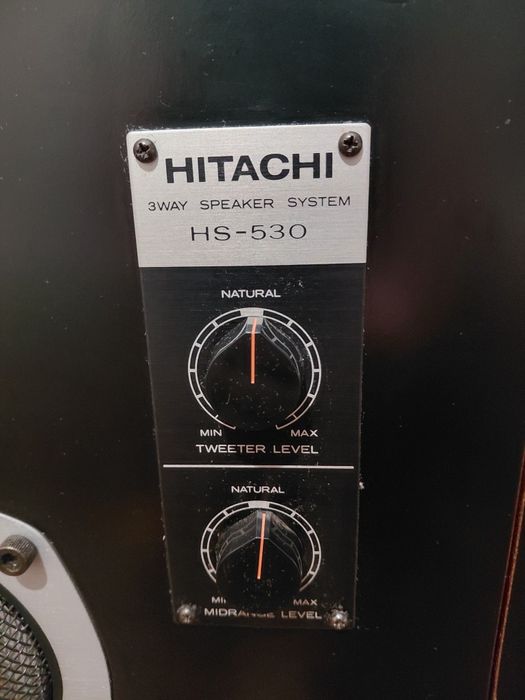 HITACHI
3WAY SPEAKER SYSTEM
HS-530
NATURAL
MIN MAX
TWEETER LEVEL
NATURAL
MAX
MIDRANGE LEVEL